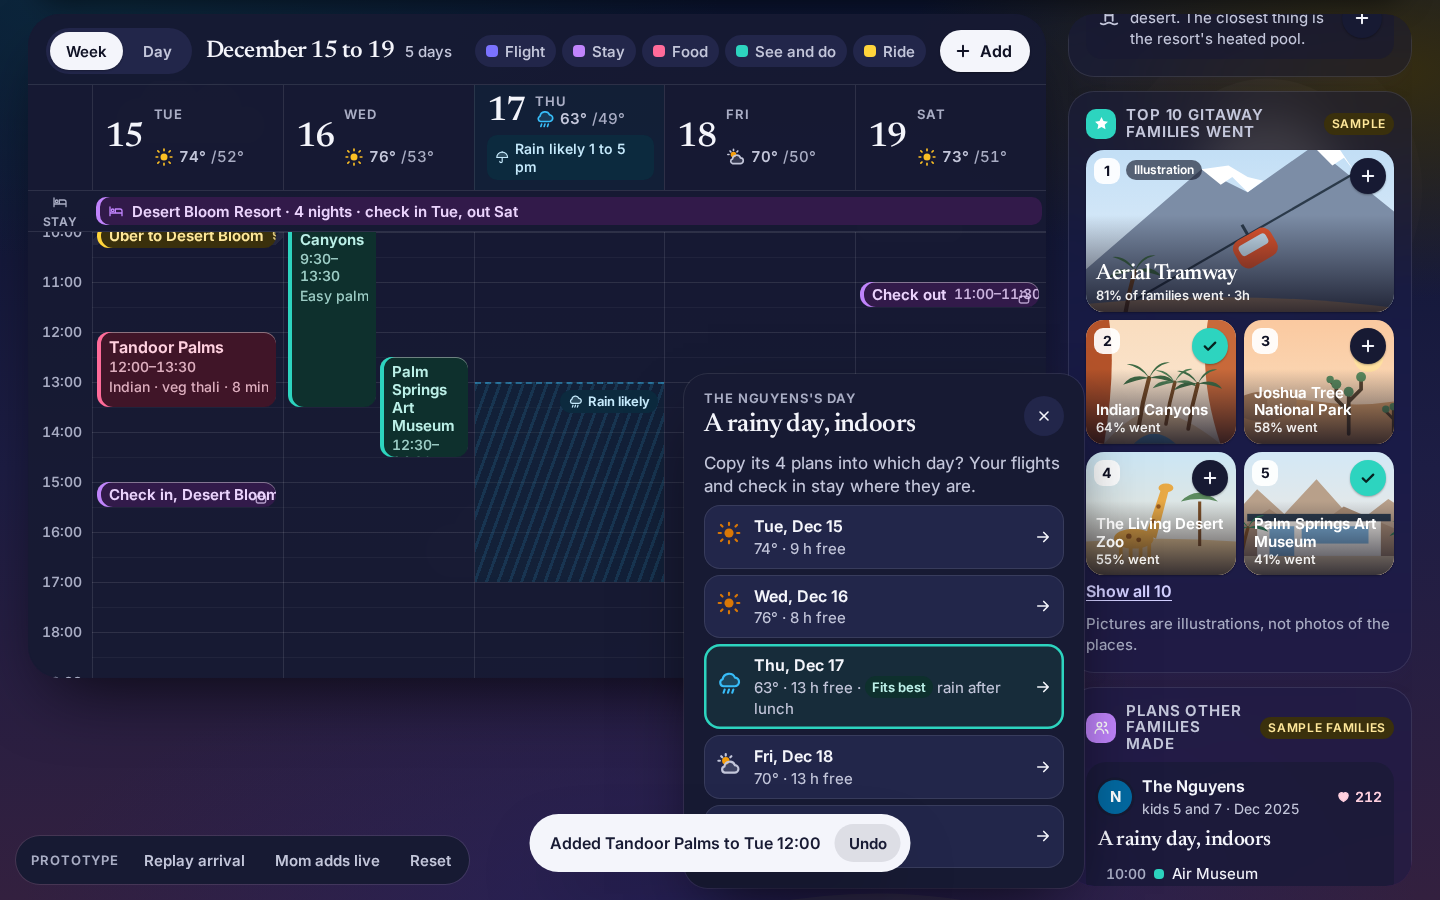 Week
Day
December 15 to 19 5 days
Flight
Stay
Food
See and do
Ride
+ Add
15
TUE
74° /52°
16
WED
76° /53°
17
THU
63° /49°
Rain likely 1 to 5
pm
18
FRI
70° /50°
19
SAT
73° /51°
STAY
Desert Bloom Resort · 4 nights · check in Tue, out Sat
10:00
11:00
12:00
13:00
14:00
15:00
16:00
17:00
18:00
Uber to Desert Bloom
Tandoor Palms
12:00–13:30
Indian · veg thali · 8 min
Check in, Desert Bloom
Canyons
9:30–
13:30
Easy palm
Palm
Springs
Art
Museum
12:30–
Rain likely
Check out 11:00–11:30
THE NGUYENS'S DAY
A rainy day, indoors
Copy its 4 plans into which day? Your flights
and check in stay where they are.
Tue, Dec 15
74° · 9 h free
Wed, Dec 16
76° · 8 h free
Thu, Dec 17
63° · 13 h free · Fits best rain after
lunch
Fri, Dec 18
70° · 13 h free
Added Tandoor Palms to Tue 12:00
Undo
PROTOTYPE
Replay arrival
Mom adds live
Reset
desert. The closest thing is
the resort's heated pool.
TOP 10 GITAWAY
FAMILIES WENT
SAMPLE
1
Illustration
Aerial Tramway
81% of families went · 3h
2
Indian Canyons
64% went
3
Joshua Tree
National Park
58% went
4
The Living Desert
Zoo
55% went
5
Palm Springs Art
Museum
41% went
Show all 10
Pictures are illustrations, not photos of the
places.
PLANS OTHER
FAMILIES
MADE
SAMPLE FAMILIES
N
The Nguyens
kids 5 and 7 · Dec 2025
212
A rainy day, indoors
10:00 Air Museum